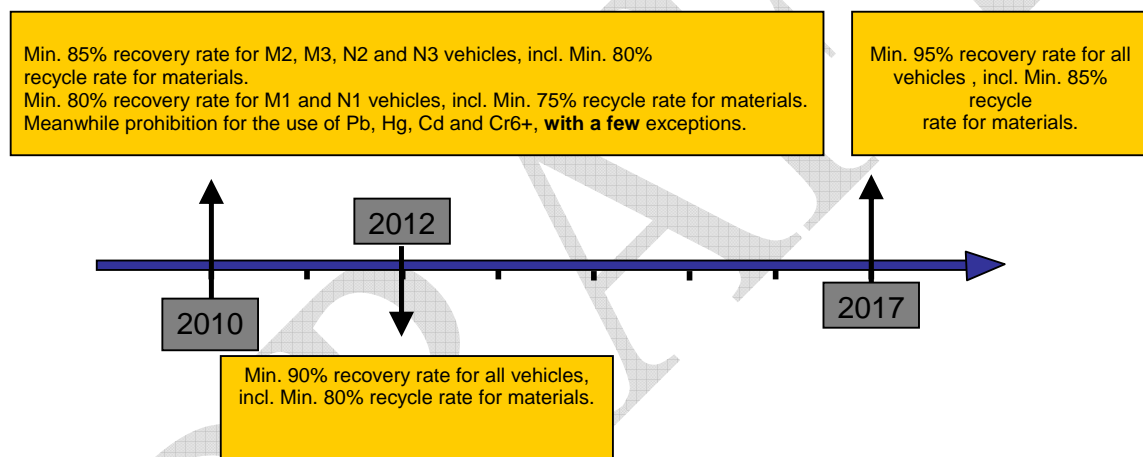 Min. 85% recovery rate for M2, M3, N2 and N3 vehicles, incl. Min. 80%
recycle rate for materials.
Min. 80% recovery rate for M1 and N1 vehicles, incl. Min. 75% recycle rate for materials.
Meanwhile prohibition for the use of Pb, Hg, Cd and Cr6+, with a few exceptions.
Min. 95% recovery rate for all
vehicles , incl. Min. 85%
recycle
rate for materials.
2012
2010
2017
Min. 90% recovery rate for all vehicles,
incl. Min. 80% recycle rate for materials.